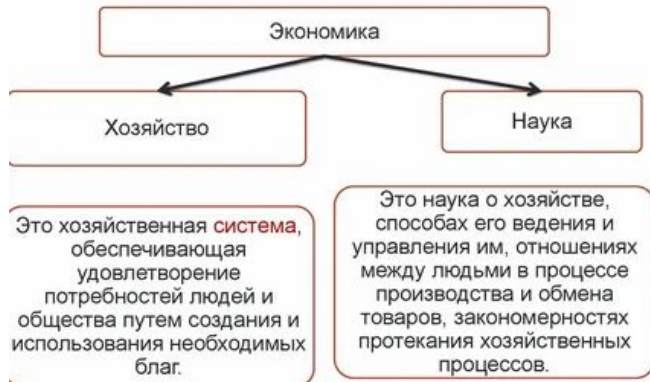 Экономика
Хозяйство
Наука
Это хозяйственная система,
обеспечивающая
удовлетворение
потребностей людей и
общества путем создания и
использования необходимых
благ.
Это наука о хозяйстве,
способах его ведения и
управления им, отношениях
между людьми в процессе
производства и обмена
товаров, закономерностях
протекания хозяйственных
процессов.